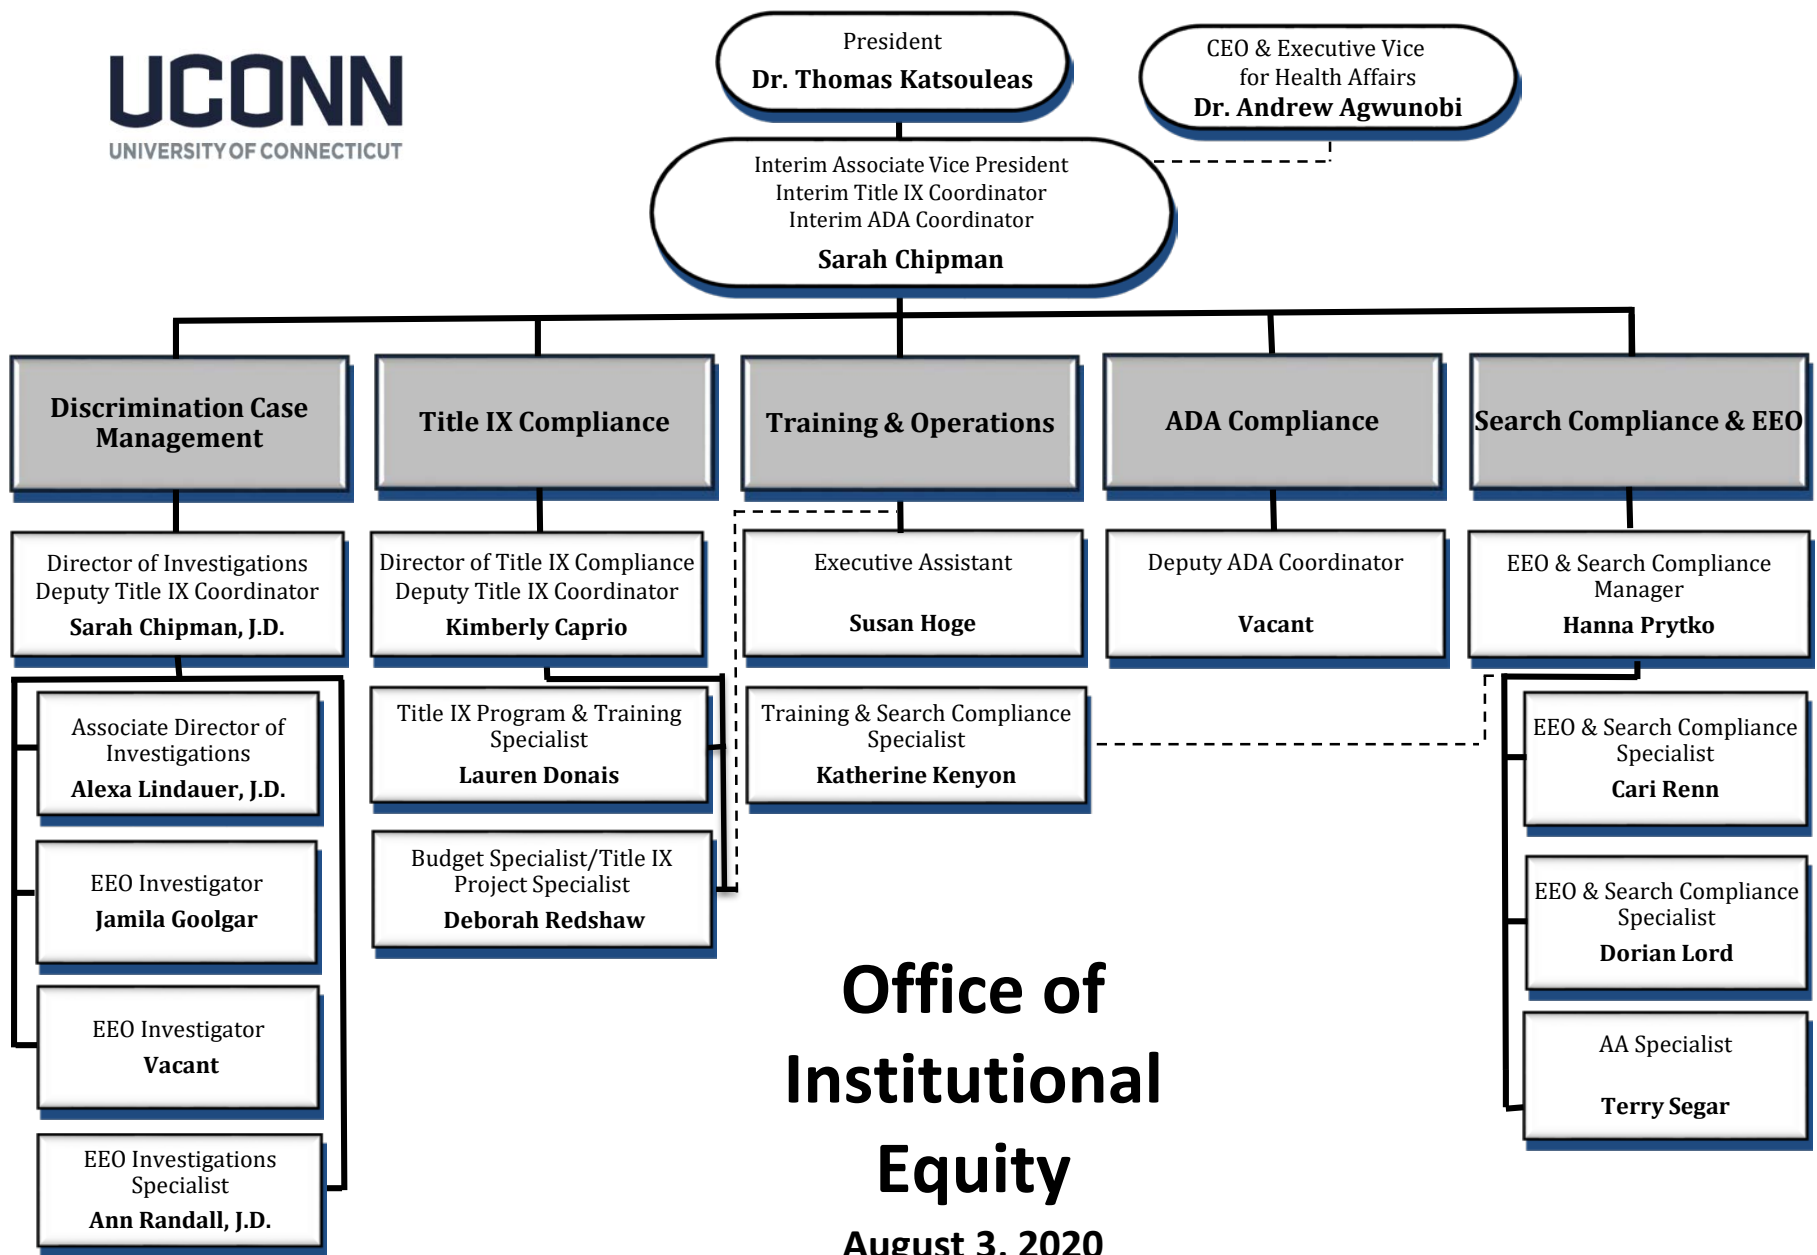 UCONN
UNIVERSITY OF CONNECTICUT
President
Dr. Thomas Katsouleas
CEO & Executive Vice
for Health Affairs
Dr. Andrew Agwunobi
Interim Associate Vice President
Interim Title IX Coordinator
Interim ADA Coordinator
Sarah Chipman
Discrimination Case
Management
Title IX Compliance
Training & Operations
ADA Compliance
Search Compliance & EEO
Director of Investigations
Deputy Title IX Coordinator
Sarah Chipman, J.D.
Director of Title IX Compliance
Deputy Title IX Coordinator
Kimberly Caprio
Executive Assistant
Susan Hoge
Deputy ADA Coordinator
Vacant
EEO & Search Compliance
Manager
Hanna Prytko
Associate Director of
Investigations
Alexa Lindauer, J.D.
Title IX Program & Training
Specialist
Lauren Donais
Training & Search Compliance
Specialist
Katherine Kenyon
EEO & Search Compliance
Specialist
Cari Renn
EEO Investigator
Jamila Goolgar
Budget Specialist/Title IX
Project Specialist
Deborah Redshaw
EEO & Search Compliance
Specialist
Dorian Lord
EEO Investigator
Vacant
AA Specialist
Terry Segar
EEO Investigations
Specialist
Ann Randall, J.D.
Office of
Institutional
Equity
August 3, 2020